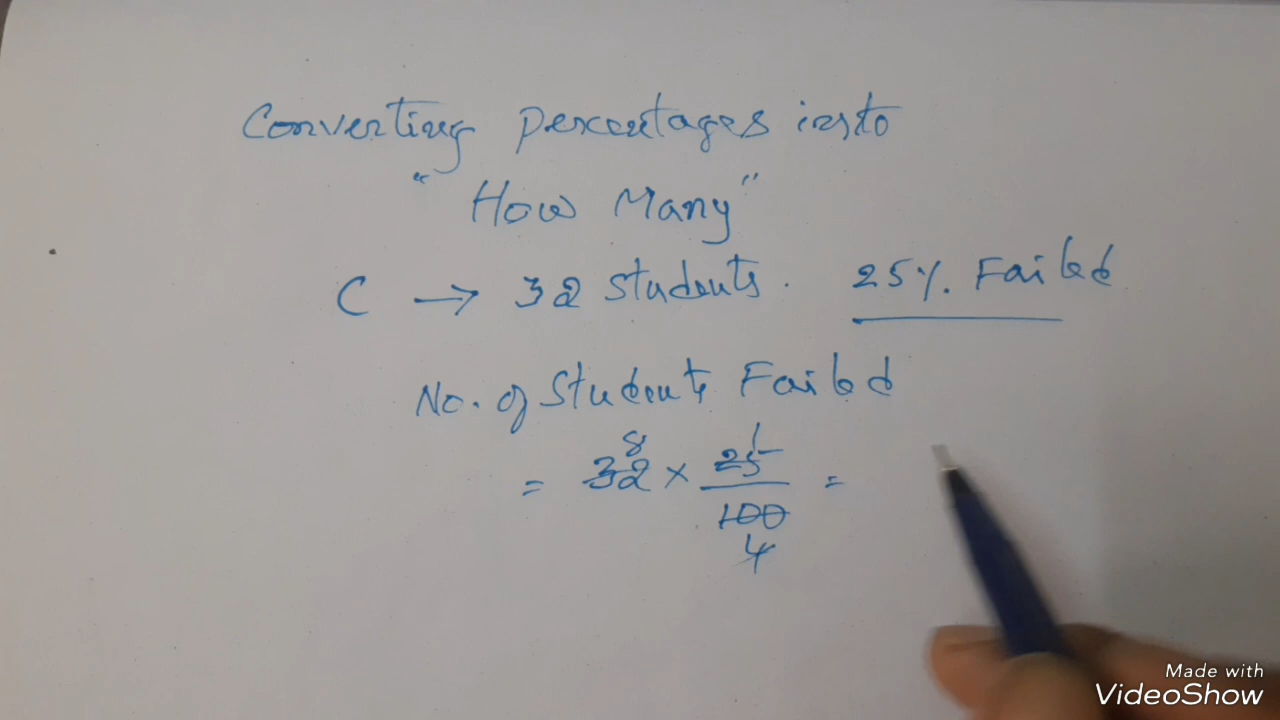 Converting percentages into
"How Many"
C → 32 Students. 25% Failed
No. of Students Failed
= 32 8 × 25 1 / 100 4 =
Made with
VideoShow